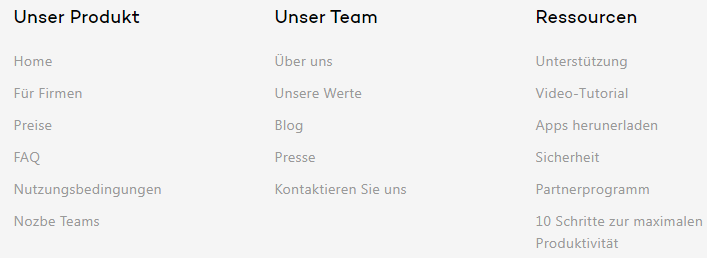 Unser Produkt
Home
Für Firmen
Preise
FAQ
Nutzungsbedingungen
Nozbe Teams
Unser Team
Über uns
Unsere Werte
Blog
Presse
Kontaktieren Sie uns
Ressourcen
Unterstützung
Video-Tutorial
Apps herunerladen
Sicherheit
Partnerprogramm
10 Schritte zur maximalen
Produktivität